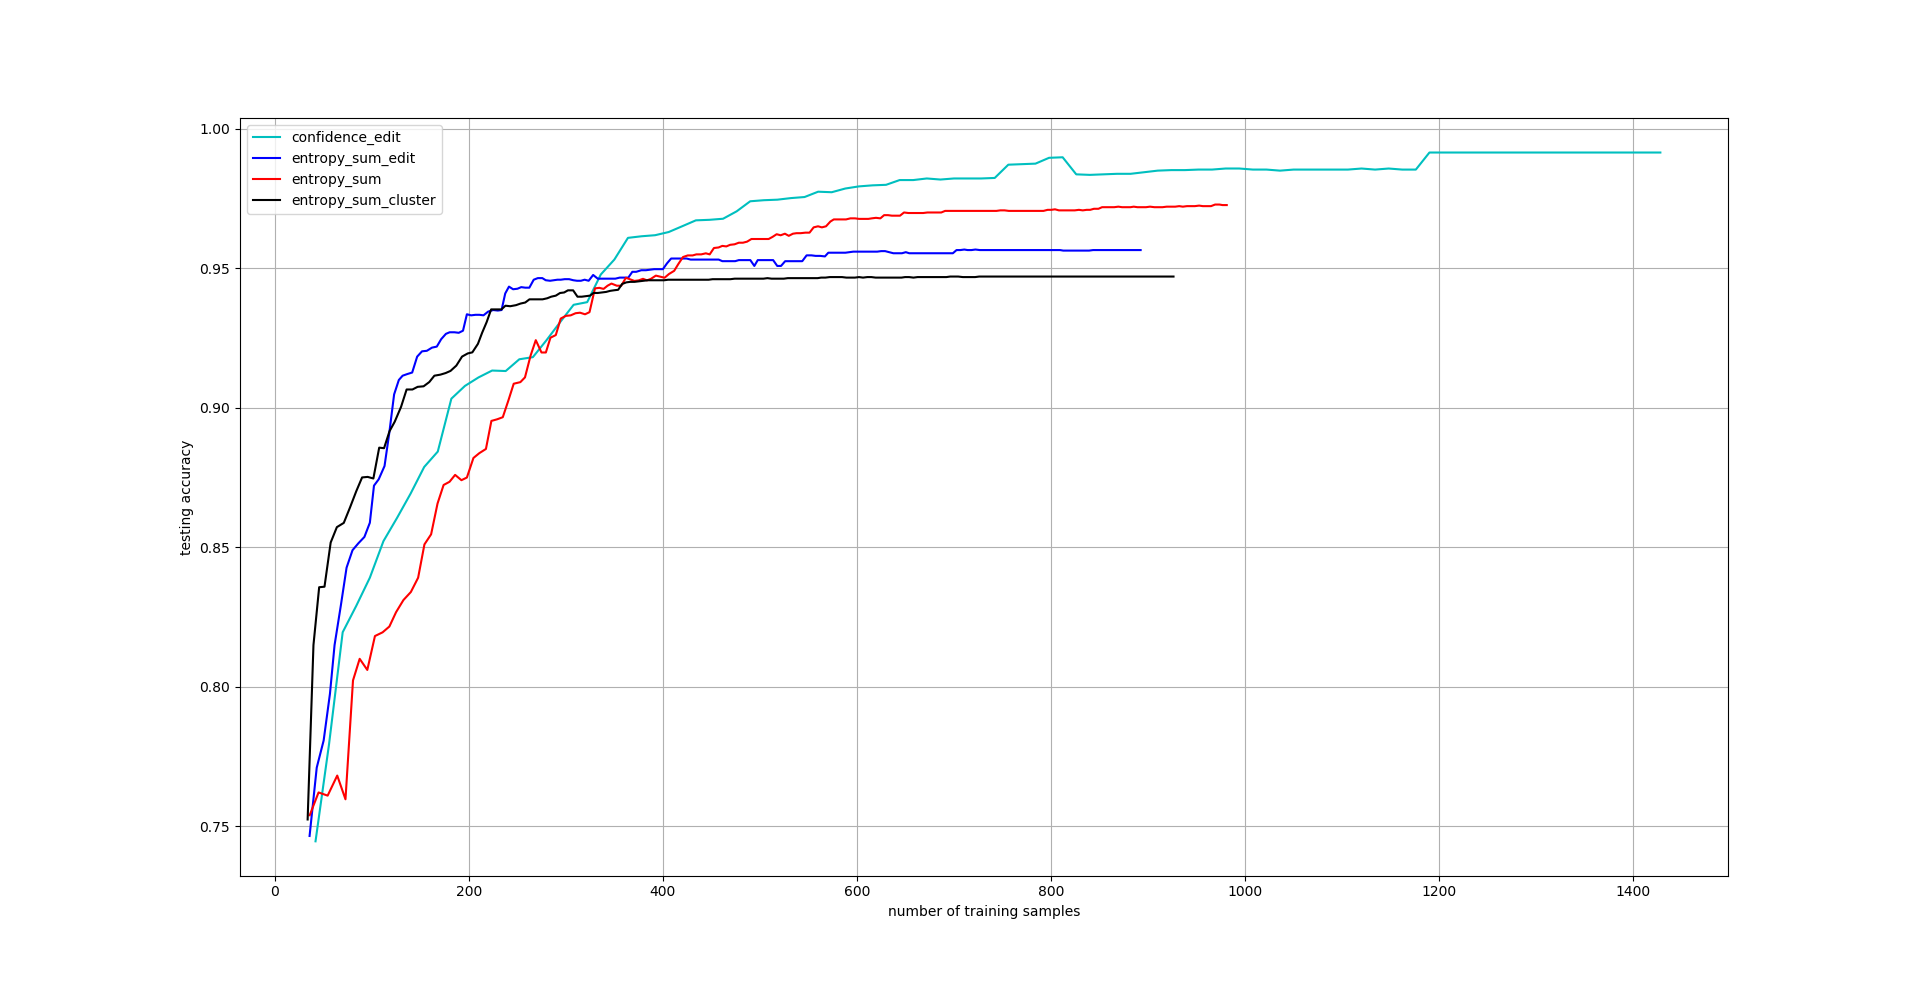 confidence_edit
entropy_sum_edit
entropy_sum
entropy_sum_cluster
1.00
0.95
0.90
0.85
0.80
0.75
testing accuracy
0 200 400 600 800 1000 1200 1400
number of training samples